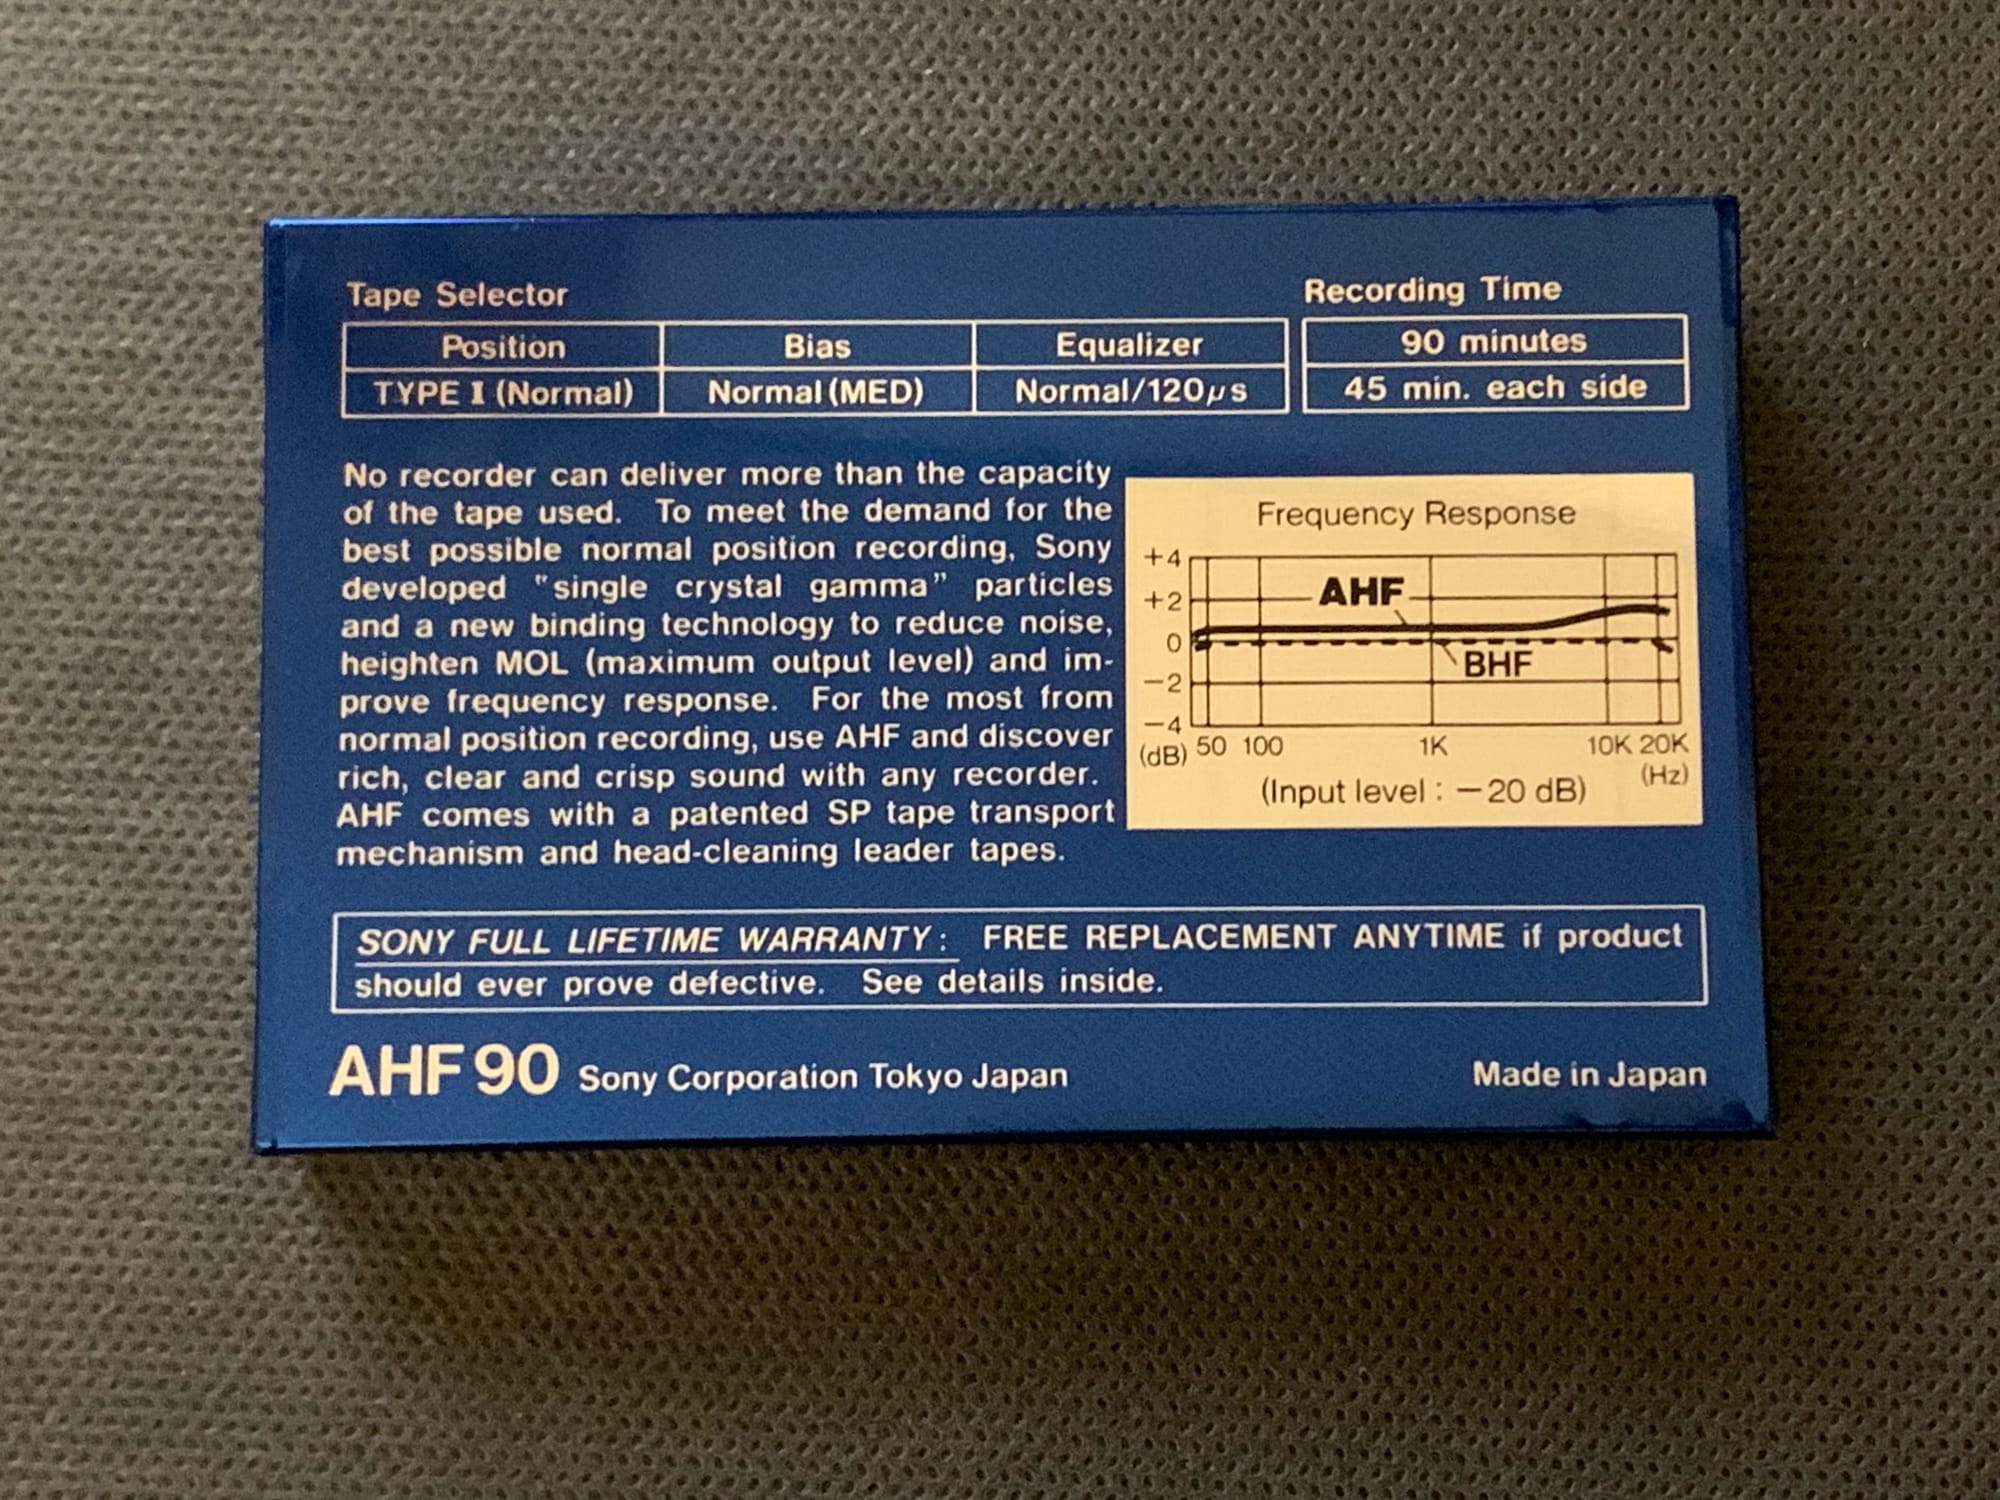 Tape Selector
Recording Time
Position Bias Equalizer
90 minutes
TYPE I (Normal) Normal (MED) Normal/120μs
45 min. each side
No recorder can deliver more than the capacity
of the tape used. To meet the demand for the
best possible normal position recording, Sony
developed "single crystal gamma" particles
and a new binding technology to reduce noise,
heighten MOL (maximum output level) and im-
prove frequency response. For the most from
normal position recording, use AHF and discover
rich, clear and crisp sound with any recorder.
AHF comes with a patented SP tape transport
mechanism and head-cleaning leader tapes.
Frequency Response
+4
+2
AHF
0
BHF
−2
−4
(dB) 50 100 1K 10K 20K
(Hz)
(Input level : −20 dB)
SONY FULL LIFETIME WARRANTY: FREE REPLACEMENT ANYTIME if product
should ever prove defective. See details inside.
AHF 90 Sony Corporation Tokyo Japan
Made in Japan